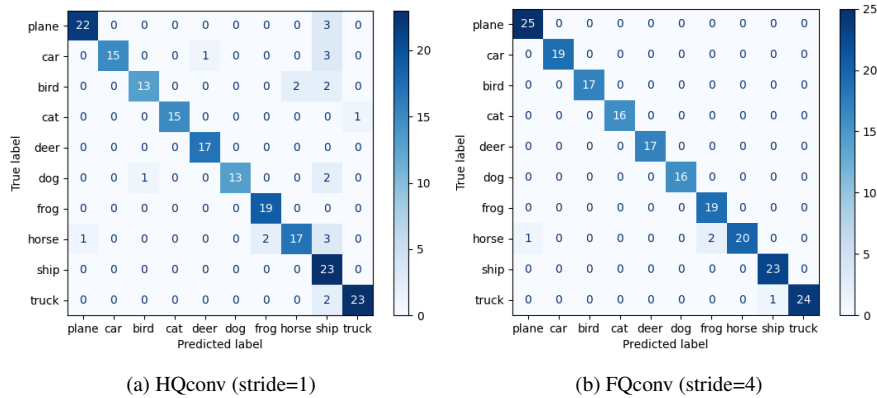 plane 22 0 0 0 0 0 0 0 3 0
car 0 15 0 0 1 0 0 0 3 0
bird 0 0 13 0 0 0 0 2 2 0
cat 0 0 0 15 0 0 0 0 0 1
deer 0 0 0 0 17 0 0 0 0 0
dog 0 0 1 0 0 13 0 0 2 0
frog 0 0 0 0 0 0 19 0 0 0
horse 1 0 0 0 0 0 2 17 3 0
ship 0 0 0 0 0 0 0 0 23 0
truck 0 0 0 0 0 0 0 0 2 23
plane car bird cat deer dog frog horse ship truck
Predicted label
True label
20
15
10
5
0
(a) HQconv (stride=1)
plane 25 0 0 0 0 0 0 0 0 0
car 0 19 0 0 0 0 0 0 0 0
bird 0 0 17 0 0 0 0 0 0 0
cat 0 0 0 16 0 0 0 0 0 0
deer 0 0 0 0 17 0 0 0 0 0
dog 0 0 0 0 0 16 0 0 0 0
frog 0 0 0 0 0 0 19 0 0 0
horse 1 0 0 0 0 0 2 20 0 0
ship 0 0 0 0 0 0 0 0 23 0
truck 0 0 0 0 0 0 0 0 1 24
plane car bird cat deer dog frog horse ship truck
Predicted label
True label
25
20
15
10
5
0
(b) FQconv (stride=4)